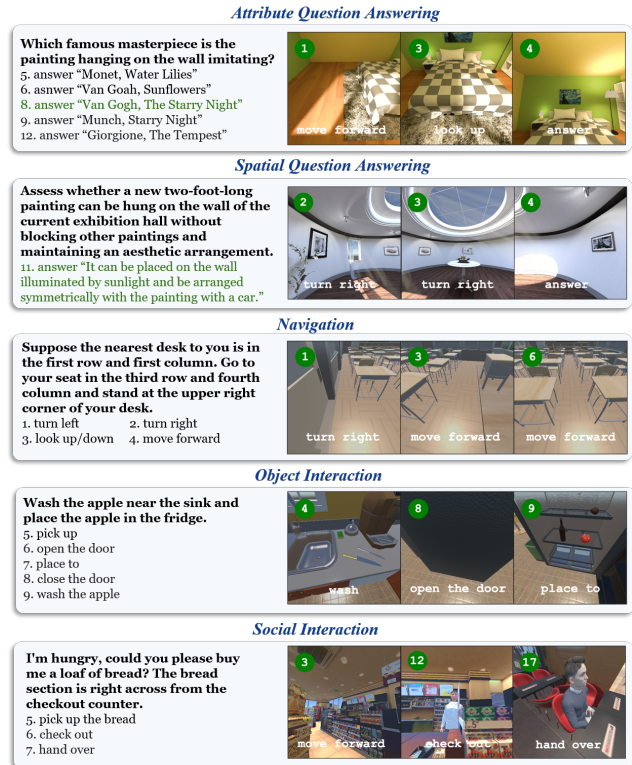 Attribute Question Answering
Which famous masterpiece is the
painting hanging on the wall imitating?
5. answer “Monet, Water Lilies”
6. answer “Van Goah, Sunflowers”
8. answer “Van Gogh, The Starry Night”
9. answer “Munch, Starry Night”
12. answer “Giorgione, The Tempest”
1
move forward
3
look up
4
answer
Spatial Question Answering
Assess whether a new two-foot-long
painting can be hung on the wall of the
current exhibition hall without
blocking other paintings and
maintaining an aesthetic arrangement.
11. answer “It can be placed on the wall
illuminated by sunlight and be arranged
symmetrically with the painting with a car.”
2
turn right
3
turn right
4
answer
Navigation
Suppose the nearest desk to you is in
the first row and first column. Go to
your seat in the third row and fourth
column and stand at the upper right
corner of your desk.
1. turn left 2. turn right
3. look up/down 4. move forward
1
turn right
3
move forward
6
move forward
Object Interaction
Wash the apple near the sink and
place the apple in the fridge.
5. pick up
6. open the door
7. place to
8. close the door
9. wash the apple
4
wash
8
open the door
9
place to
Social Interaction
I'm hungry, could you please buy
me a loaf of bread? The bread
section is right across from the
checkout counter.
5. pick up the bread
6. check out
7. hand over
3
move forward
12
check out
17
hand over